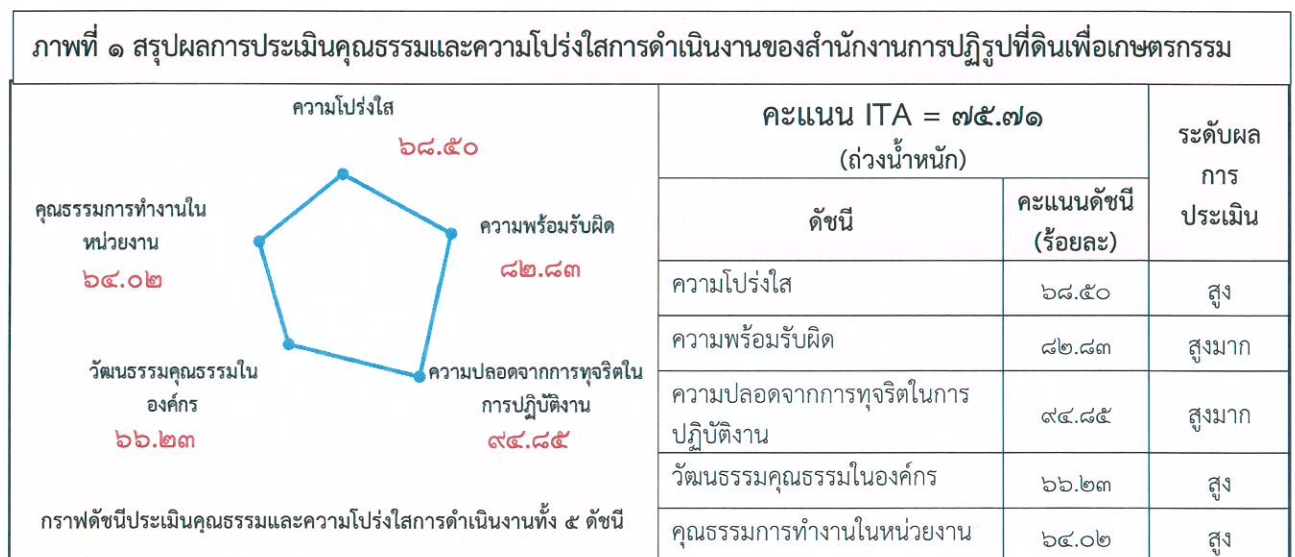 ภาพที่ ๑ สรุปผลการประเมินคุณธรรมและความโปร่งใสการดำเนินงานของสำนักงานการปฏิรูปที่ดินเพื่อเกษตรกรรม
ความโปร่งใส
๖๘.๕๐
ความพร้อมรับผิด
๘๒.๘๓
ความปลอดจากการทุจริตใน
การปฏิบัติงาน
๙๔.๘๕
วัฒนธรรมคุณธรรมใน
องค์กร
๖๖.๒๓
คุณธรรมการทำงานใน
หน่วยงาน
๖๔.๐๒
กราฟดัชนีประเมินคุณธรรมและความโปร่งใสการดำเนินงานทั้ง ๕ ดัชนี
คะแนน ITA = ๗๕.๗๑
(ถ่วงน้ำหนัก)
ระดับผล
การ
ประเมิน
ดัชนี
คะแนนดัชนี
(ร้อยละ)
ความโปร่งใส ๖๘.๕๐ สูง
ความพร้อมรับผิด ๘๒.๘๓ สูงมาก
ความปลอดจากการทุจริตในการ
ปฏิบัติงาน ๙๔.๘๕ สูงมาก
วัฒนธรรมคุณธรรมในองค์กร ๖๖.๒๓ สูง
คุณธรรมการทำงานในหน่วยงาน ๖๔.๐๒ สูง